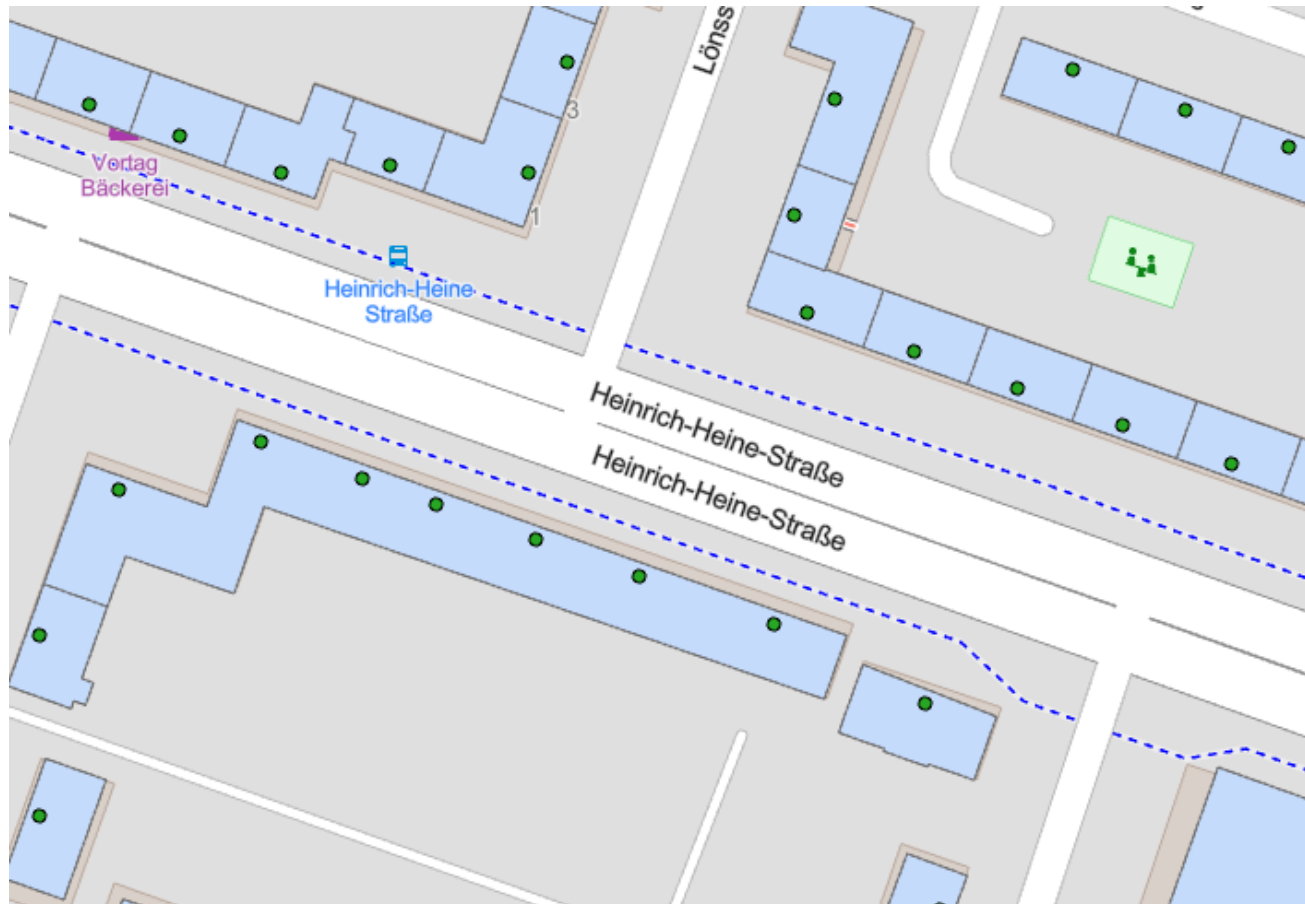 Lönss
3
Vortag
Bäckerei
1
Heinrich-Heine-
Straße
Heinrich-Heine-Straße
Heinrich-Heine-Straße